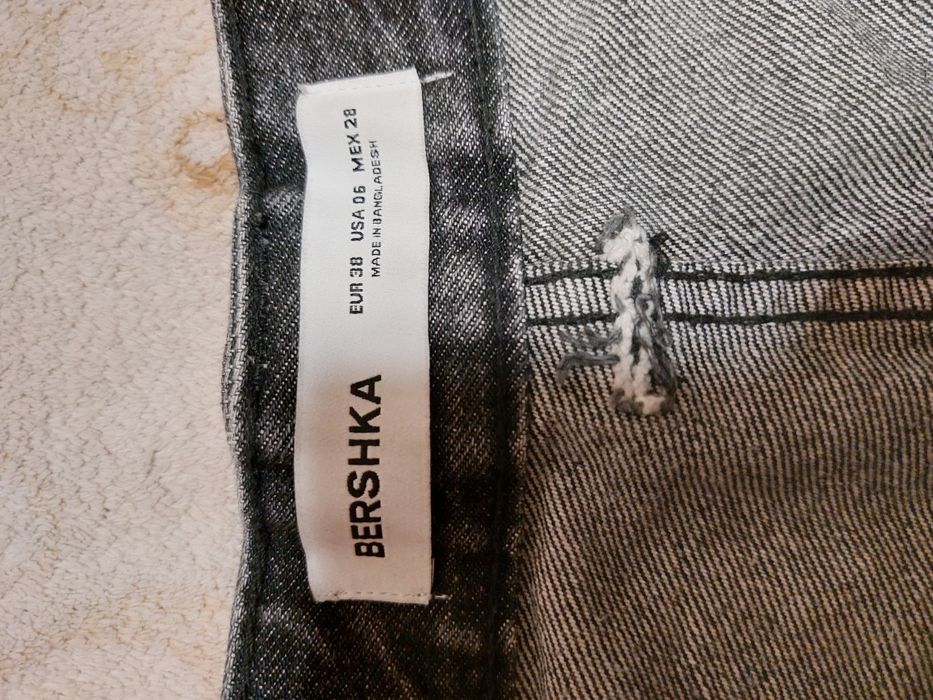 BERSHKA
EUR 38 USA 06 MEX 28
MADE IN BANGLADESH